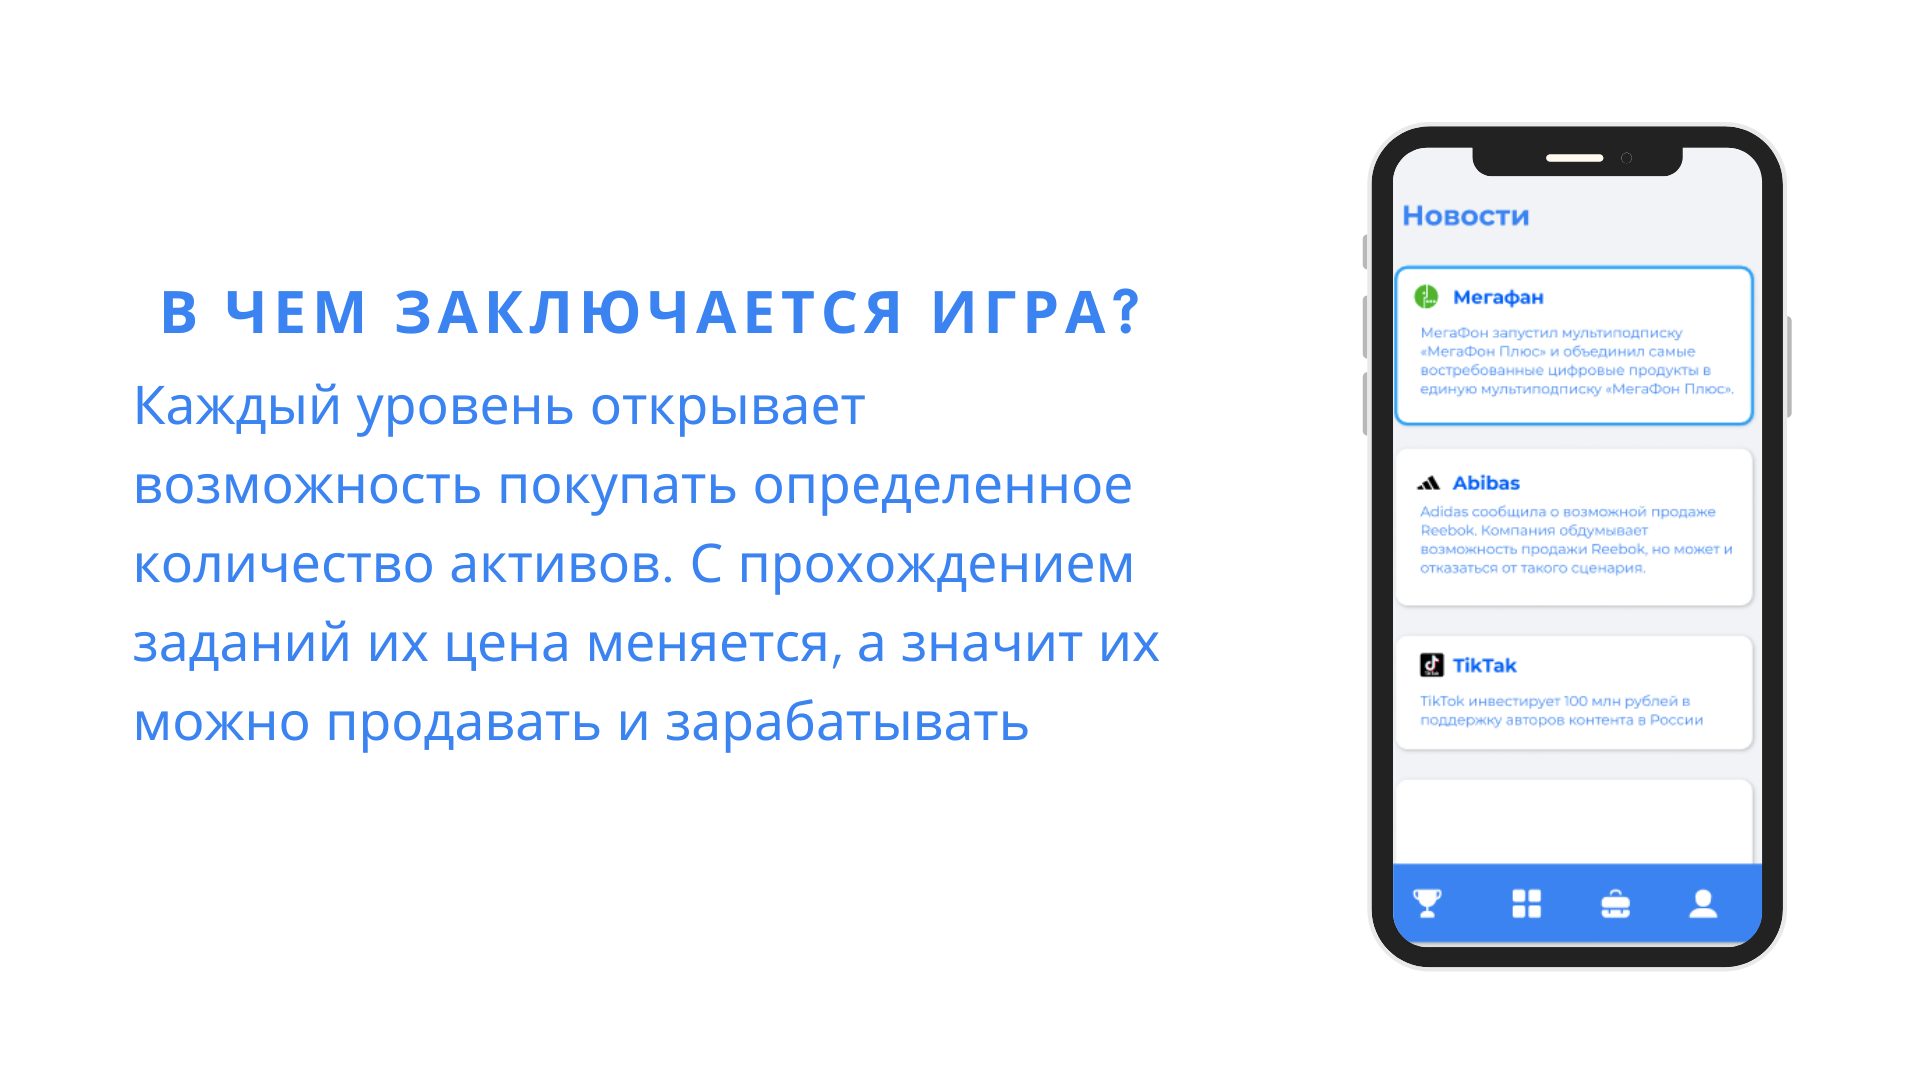 В ЧЕМ ЗАКЛЮЧАЕТСЯ ИГРА?
Каждый уровень открывает
возможность покупать определенное
количество активов. С прохождением
заданий их цена меняется, а значит их
можно продавать и зарабатывать
Новости
Мегафан
МегаФон запустил мультиподписку
«МегаФон Плюс» и объединил самые
востребованные цифровые продукты в
единую мультиподписку «МегаФон Плюс».
Abibas
Adidas сообщила о возможной продаже
Reebok. Компания обдумывает
возможность продажи Reebok, но может и
отказаться от такого сценария.
TikTak
TikTok инвестирует 100 млн рублей в
поддержку авторов контента в России